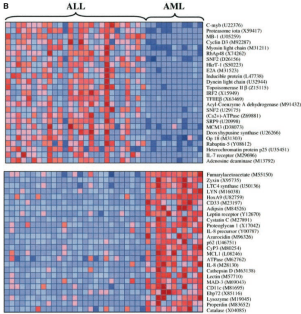 B
ALL AML
C-myb (U22376)
Proteasome iota (X59417)
MB-1 (U05259)
Cyclin D3 (M92287)
Myosin light chain (M31211)
RbAp48 (X74262)
SNF2 (D26156)
HkrT-1 (S50223)
E2A (M31523)
Inducible protein (L47738)
Dynein light chain (U32944)
Topoisomerase II β (Z15115)
IRF2 (X15949)
TFIIEβ (X63469)
Acyl-Coenzyme A dehydrogenase (M91432)
SNF2 (U29175)
(Ca2+)-ATPase (Z69881)
SRP9 (U20998)
MCM3 (D38073)
Deoxyhypusine synthase (U26266)
Op 18 (M31303)
Rabaptin-5 (Y08612)
Heterochromatin protein p25 (U35451)
IL-7 receptor (M29696)
Adenosine deaminase (M13792)
Fumarylacetoacetate (M55150)
Zyxin (X95735)
LTC4 synthase (U50136)
LYN (M16038)
HoxA9 (U82759)
CD33 (M23197)
Adipsin (M84526)
Leptin receptor (Y12670)
Cystatin C (M27891)
Proteoglycan 1 (X17042)
IL-8 precursor (Y00787)
Azurocidin (M96326)
p62 (U46751)
CyP3 (M80254)
MCL1 (L08246)
ATPase (M62762)
IL-8 (M28130)
Cathepsin D (M63138)
Lectin (M57710)
MAD-3 (M69043)
CD11c (M81695)
Ebp72 (X85116)
Lysozyme (M19045)
Properdin (M83652)
Catalase (X04085)